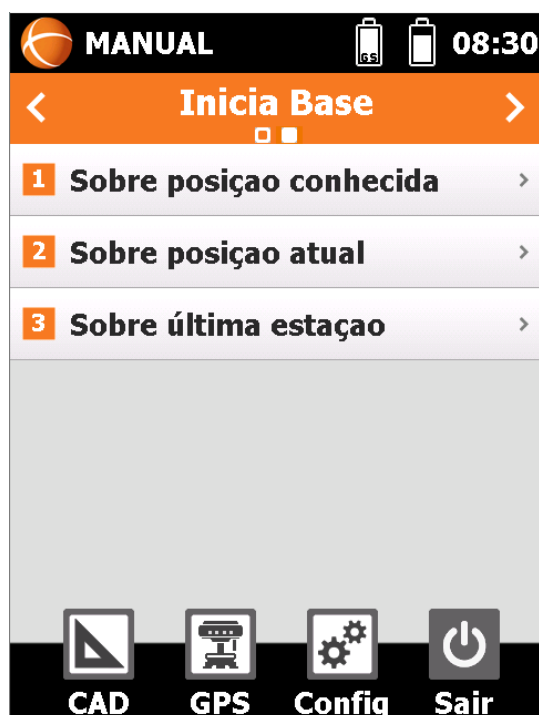 MANUAL GS 08:30
Inicia Base
1 Sobre posiçao conhecida
2 Sobre posiçao atual
3 Sobre última estaçao
CAD GPS Config Sair